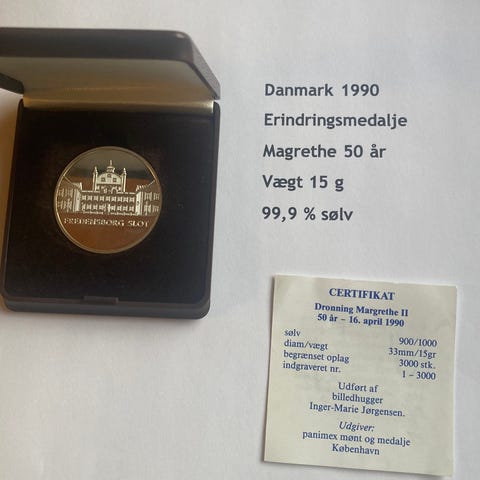 Danmark 1990
Erindringsmedalje
Magrethe 50 år
Vægt 15 g
99,9 % sølv
FREDENSBORG SLOT
CERTIFIKAT
Dronning Margrethe II
50 år – 16. april 1990
sølv 900/1000
diam/vægt 33mm/15gr
begrænset oplag 3000 stk.
indgraveret nr. 1 – 3000
Udført af
billedhugger
Inger-Marie Jørgensen.
Udgiver:
panimex mønt og medalje
København